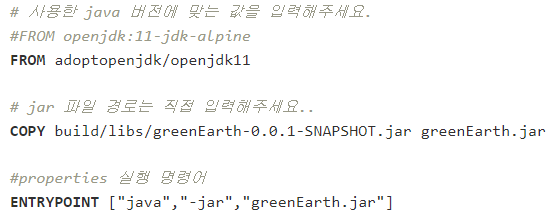 # 사용한 java 버전에 맞는 값을 입력해주세요.
#FROM openjdk:11-jdk-alpine
FROM adoptopenjdk/openjdk11
# jar 파일 경로는 직접 입력해주세요..
COPY build/libs/greenEarth-0.0.1-SNAPSHOT.jar greenEarth.jar
#properties 실행 명령어
ENTRYPOINT ["java","-jar","greenEarth.jar"]